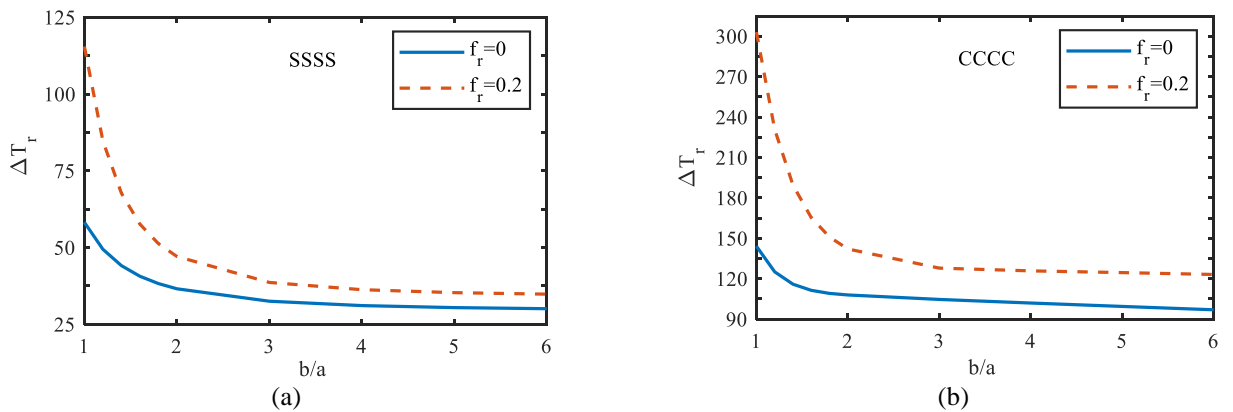 125
100
75
50
25
ΔT_r
SSSS
f_r=0
f_r=0.2
1 2 3 4 5 6
b/a
(a)
300
270
240
210
180
150
120
90
ΔT_r
CCCC
f_r=0
f_r=0.2
1 2 3 4 5 6
b/a
(b)